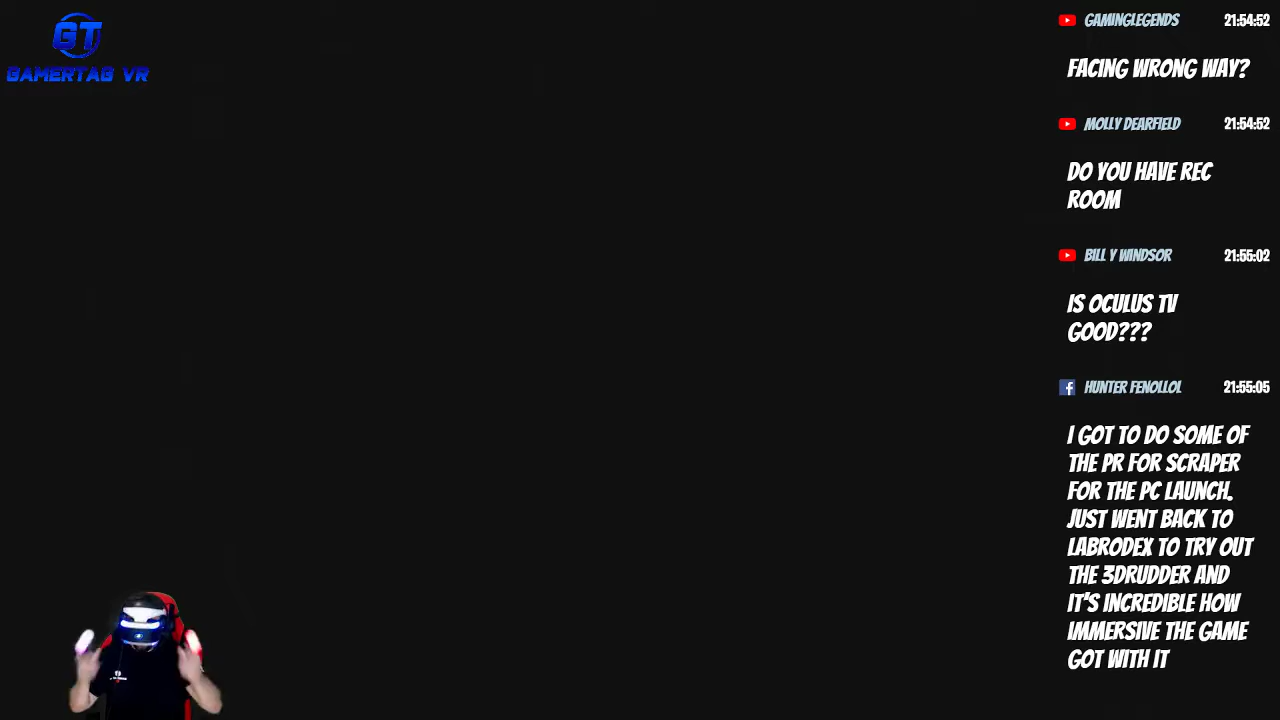 GT
GAMERTAG VR
GAMINGLEGENDS 21:54:52
FACING WRONG WAY?
MOLLY DEARFIELD 21:54:52
DO YOU HAVE REC
ROOM
BILL Y WINDSOR 21:55:02
IS OCULUS TV
GOOD???
HUNTER FENOLLOL 21:55:05
I GOT TO DO SOME OF
THE PR FOR SCRAPER
FOR THE PC LAUNCH.
JUST WENT BACK TO
LABRODEX TO TRY OUT
THE 3DRUDDER AND
IT'S INCREDIBLE HOW
IMMERSIVE THE GAME
GOT WITH IT